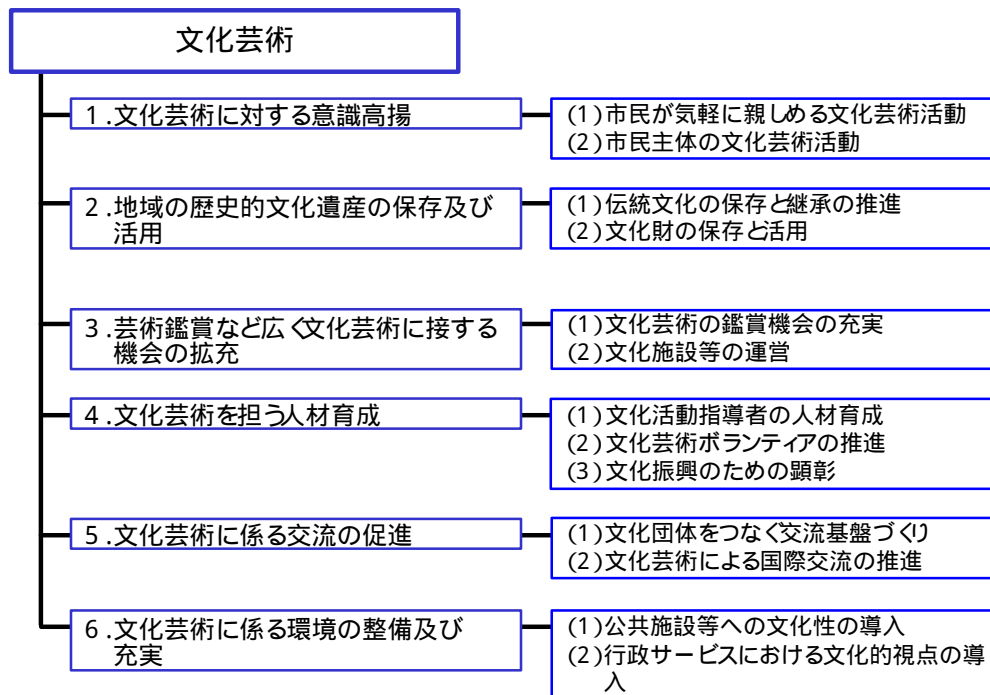 文化芸術
1.文化芸術に対する意識高揚
(1)市民が気軽に親しめる文化芸術活動
(2)市民主体の文化芸術活動
2.地域の歴史的文化遺産の保存及び
活用
(1)伝統文化の保存と継承の推進
(2)文化財の保存と活用
3.芸術鑑賞など広く文化芸術に接する
機会の拡充
(1)文化芸術の鑑賞機会の充実
(2)文化施設等の運営
4.文化芸術を担う人材育成
(1)文化活動指導者の人材育成
(2)文化芸術ボランティアの推進
(3)文化振興のための顕彰
5.文化芸術に係る交流の促進
(1)文化団体をつなぐ交流基盤づくり
(2)文化芸術による国際交流の推進
6.文化芸術に係る環境の整備及び
充実
(1)公共施設等への文化性の導入
(2)行政サービスにおける文化的視点の導
入